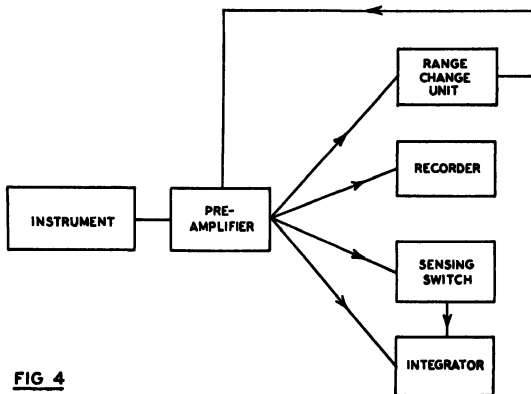 RANGE
CHANGE
UNIT
RECORDER
INSTRUMENT
PRE-
AMPLIFIER
SENSING
SWITCH
INTEGRATOR
FIG 4